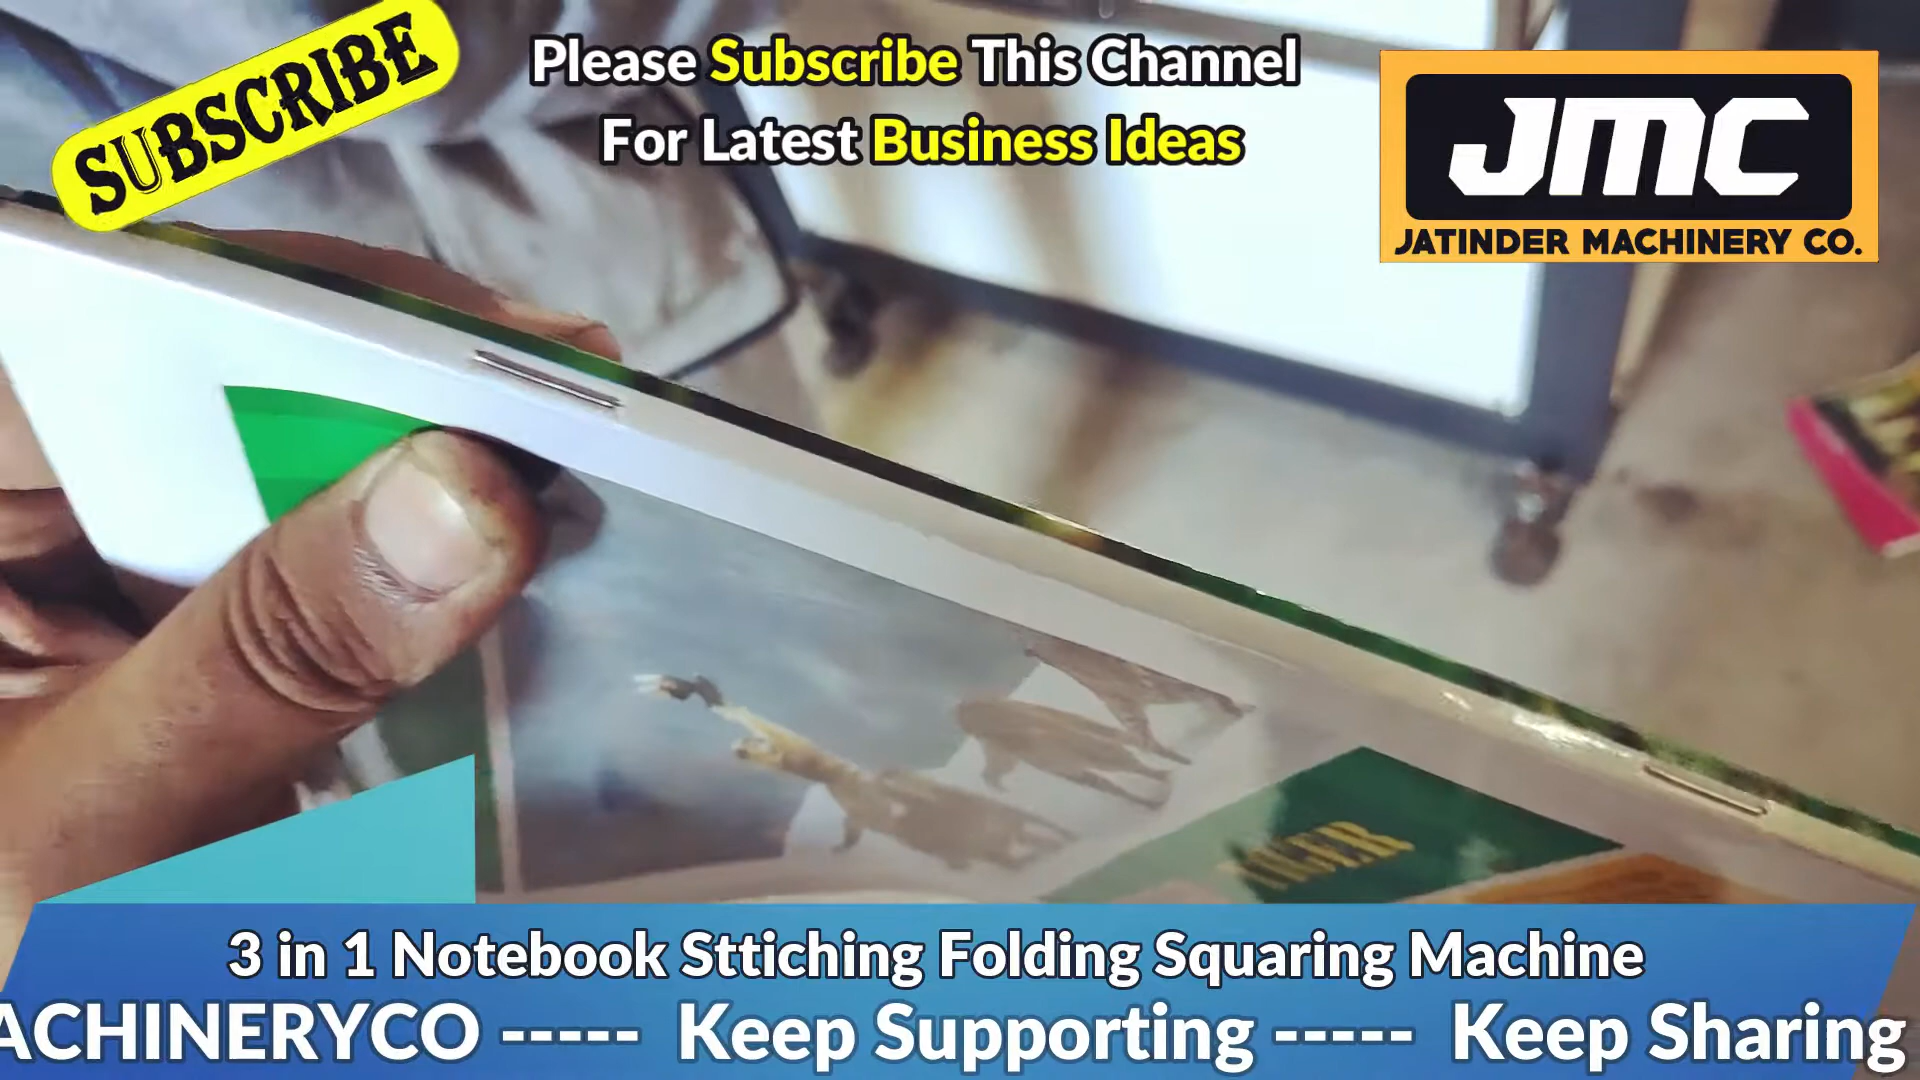 SUBSCRIBE
Please Subscribe This Channel
For Latest Business Ideas
JMC
JATINDER MACHINERY CO.
3 in 1 Notebook Sttiching Folding Squaring Machine
ACHINERYCO ----- Keep Supporting ----- Keep Sharing